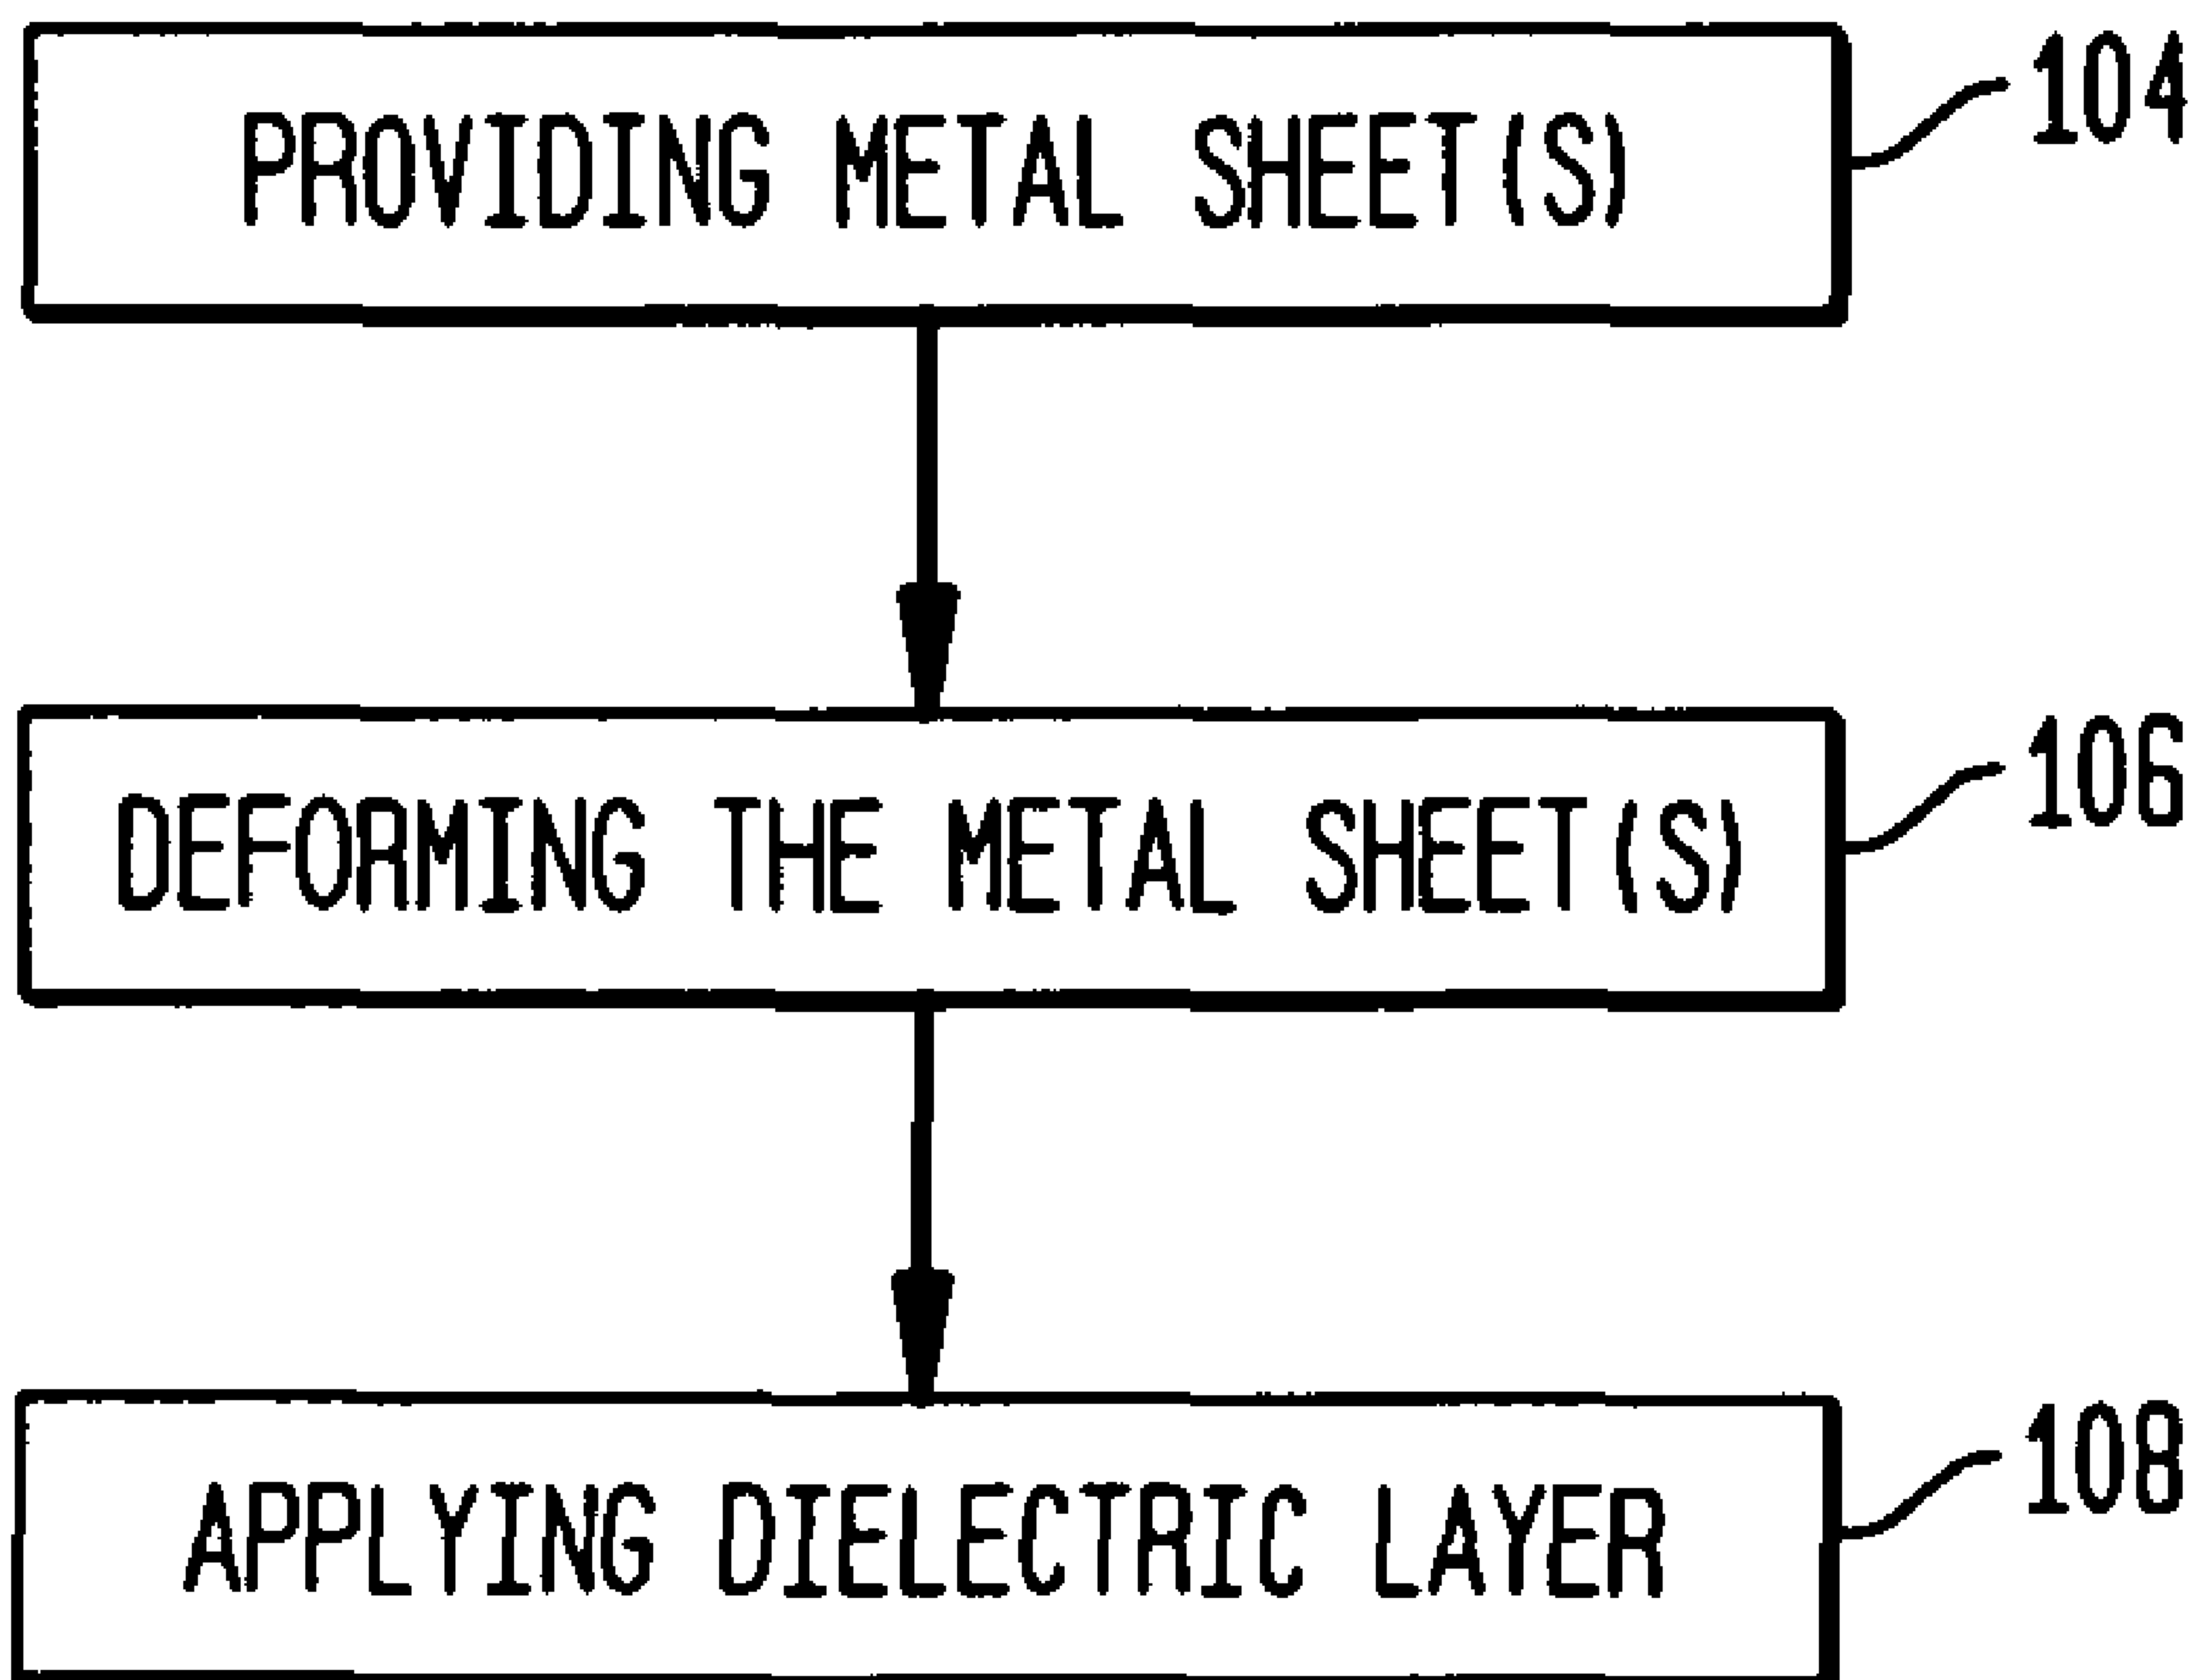 PROVIDING METAL SHEET(S)
104
DEFORMING THE METAL SHEET(S)
106
APPLYING DIELECTRIC LAYER
108